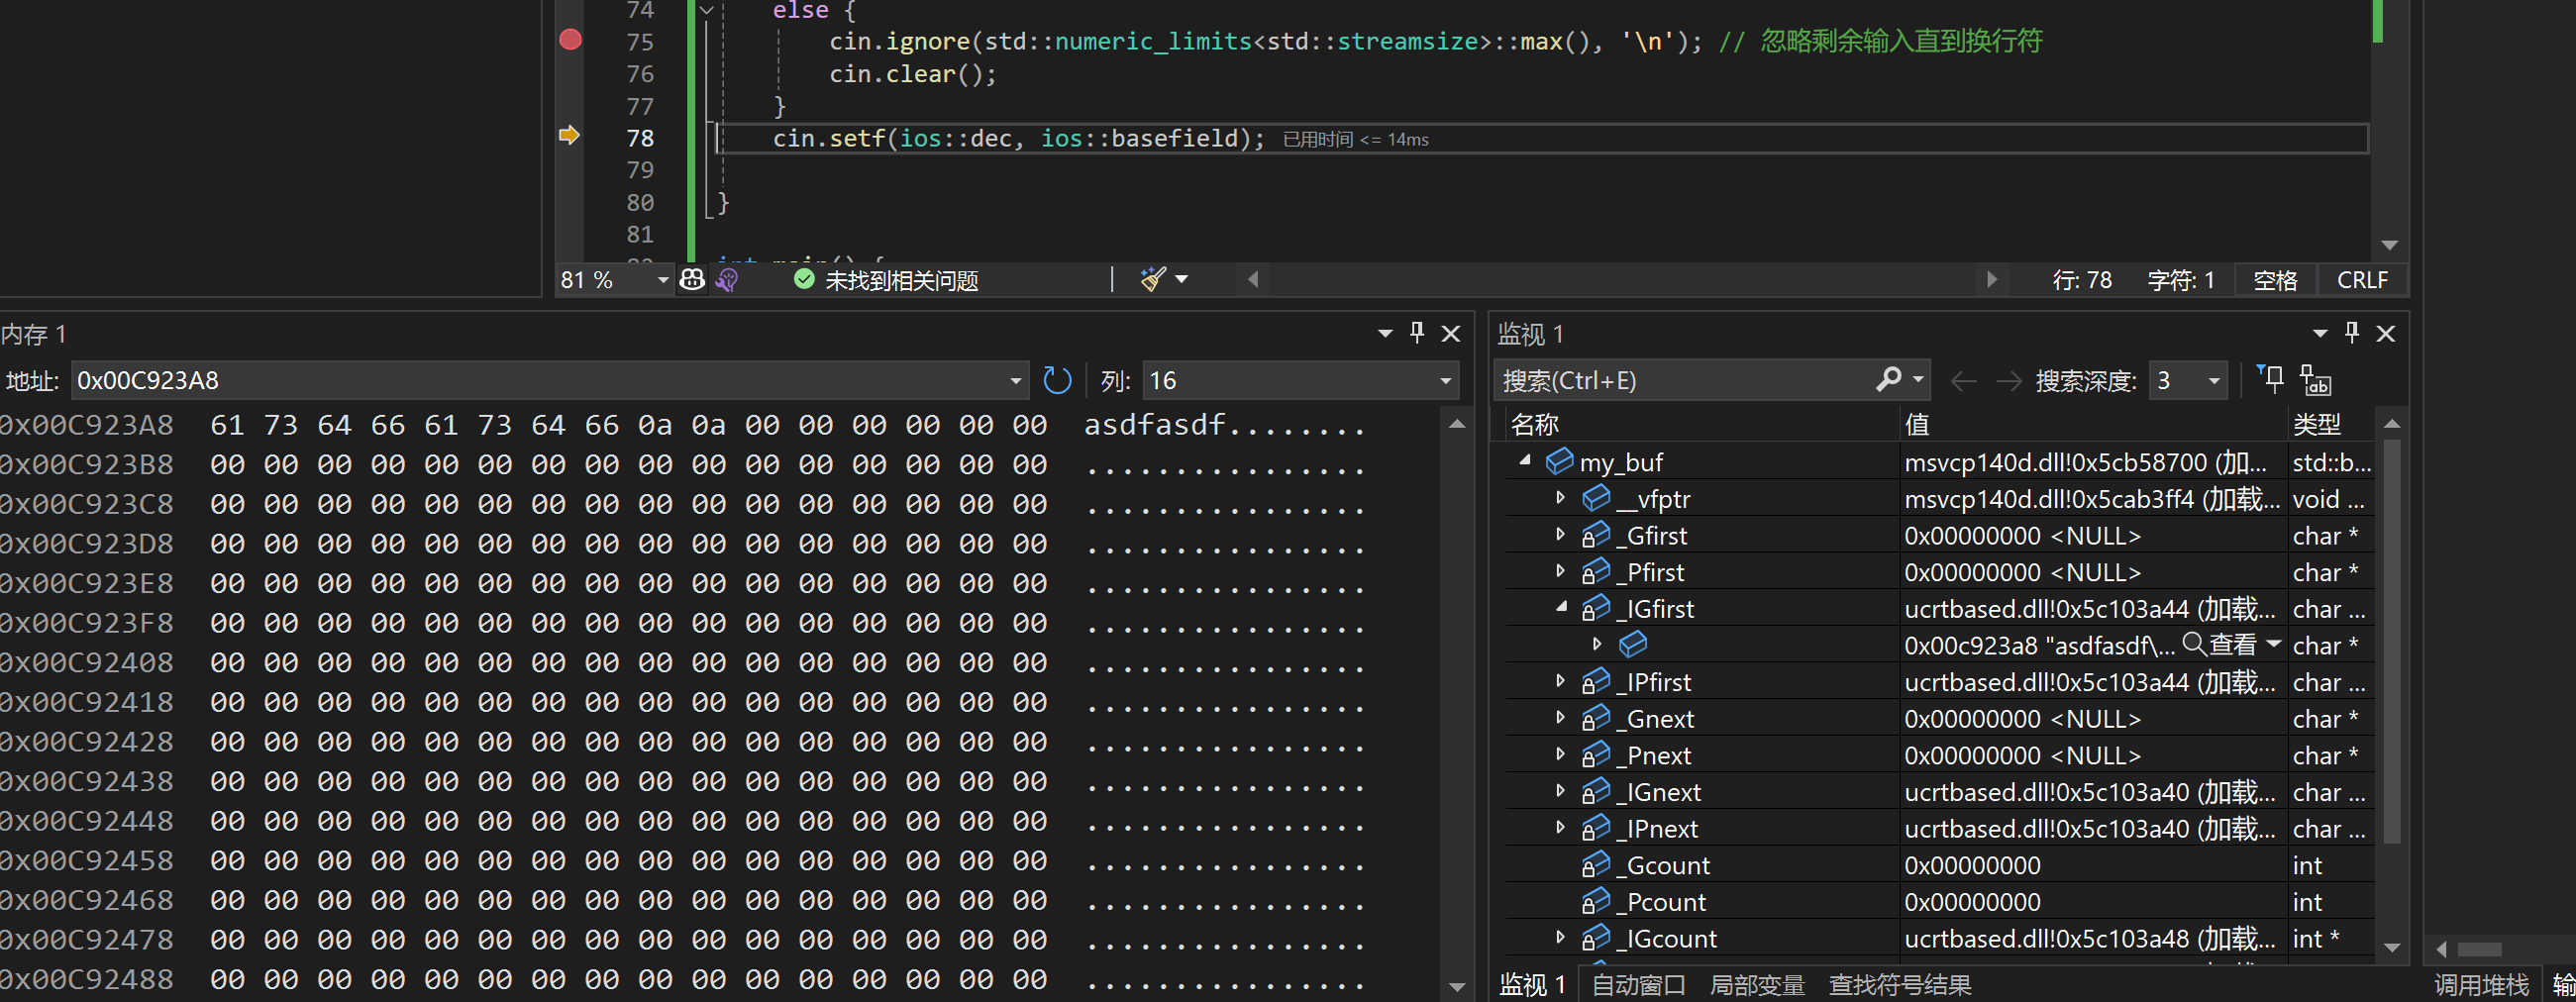 74 else {
75 cin.ignore(std::numeric_limits<std::streamsize>::max(), '\n'); // 忽略剩余输入直到换行符
76 cin.clear();
77 }
78 cin.setf(ios::dec, ios::basefield); 已用时间 <= 14ms
79
80 }
81
81 % 未找到相关问题 行: 78 字符: 1 空格 CRLF
内存 1
地址: 0x00C923A8 列: 16
0x00C923A8 61 73 64 66 61 73 64 66 0a 0a 00 00 00 00 00 00 asdfasdf........
0x00C923B8 00 00 00 00 00 00 00 00 00 00 00 00 00 00 00 00 ................
0x00C923C8 00 00 00 00 00 00 00 00 00 00 00 00 00 00 00 00 ................
0x00C923D8 00 00 00 00 00 00 00 00 00 00 00 00 00 00 00 00 ................
0x00C923E8 00 00 00 00 00 00 00 00 00 00 00 00 00 00 00 00 ................
0x00C923F8 00 00 00 00 00 00 00 00 00 00 00 00 00 00 00 00 ................
0x00C92408 00 00 00 00 00 00 00 00 00 00 00 00 00 00 00 00 ................
0x00C92418 00 00 00 00 00 00 00 00 00 00 00 00 00 00 00 00 ................
0x00C92428 00 00 00 00 00 00 00 00 00 00 00 00 00 00 00 00 ................
0x00C92438 00 00 00 00 00 00 00 00 00 00 00 00 00 00 00 00 ................
0x00C92448 00 00 00 00 00 00 00 00 00 00 00 00 00 00 00 00 ................
0x00C92458 00 00 00 00 00 00 00 00 00 00 00 00 00 00 00 00 ................
0x00C92468 00 00 00 00 00 00 00 00 00 00 00 00 00 00 00 00 ................
0x00C92478 00 00 00 00 00 00 00 00 00 00 00 00 00 00 00 00 ................
0x00C92488 00 00 00 00 00 00 00 00 00 00 00 00 00 00 00 00 ................
监视 1
搜索(Ctrl+E) 搜索深度: 3
名称 值 类型
my_buf msvcp140d.dll!0x5cb58700 (加... std::b...
__vfptr msvcp140d.dll!0x5cab3ff4 (加载... void ...
_Gfirst 0x00000000 <NULL> char *
_Pfirst 0x00000000 <NULL> char *
_IGfirst ucrtbased.dll!0x5c103a44 (加载... char ...
0x00c923a8 "asdfasdf\... 查看 char *
_IPfirst ucrtbased.dll!0x5c103a44 (加载... char ...
_Gnext 0x00000000 <NULL> char *
_Pnext 0x00000000 <NULL> char *
_IGnext ucrtbased.dll!0x5c103a40 (加载... char ...
_IPnext ucrtbased.dll!0x5c103a40 (加载... char ...
_Gcount 0x00000000 int
_Pcount 0x00000000 int
_IGcount ucrtbased.dll!0x5c103a48 (加载... int *
监视 1 自动窗口 局部变量 查找符号结果
调用堆栈